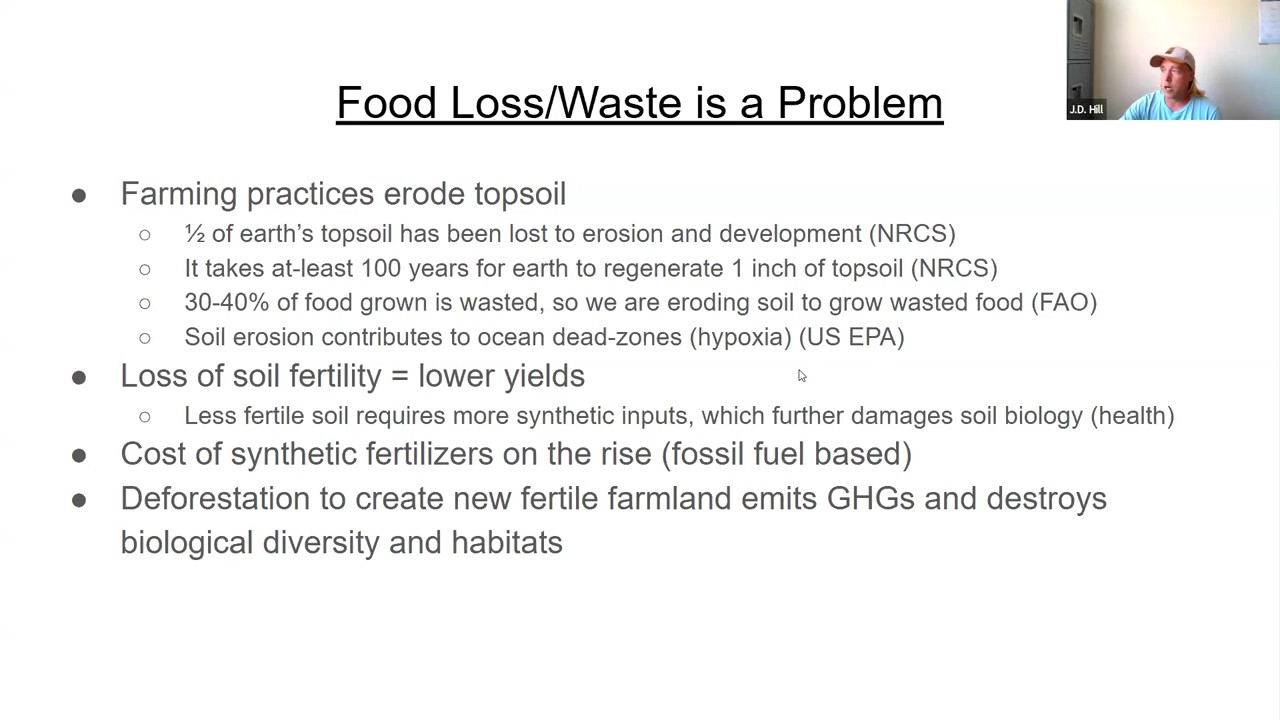 Food Loss/Waste is a Problem
J.D. Hill
● Farming practices erode topsoil
○ ½ of earth’s topsoil has been lost to erosion and development (NRCS)
○ It takes at-least 100 years for earth to regenerate 1 inch of topsoil (NRCS)
○ 30-40% of food grown is wasted, so we are eroding soil to grow wasted food (FAO)
○ Soil erosion contributes to ocean dead-zones (hypoxia) (US EPA)
● Loss of soil fertility = lower yields
○ Less fertile soil requires more synthetic inputs, which further damages soil biology (health)
● Cost of synthetic fertilizers on the rise (fossil fuel based)
● Deforestation to create new fertile farmland emits GHGs and destroys
biological diversity and habitats